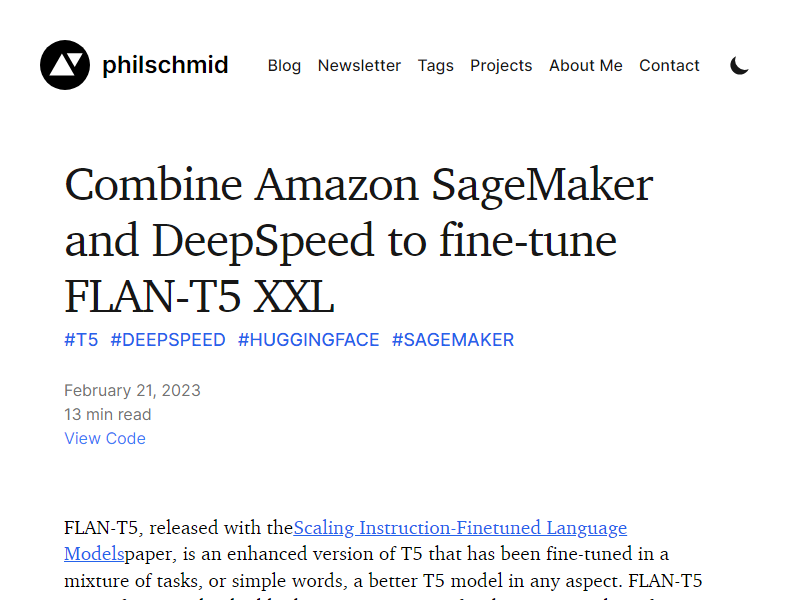 philschmid
Blog Newsletter Tags Projects About Me Contact
Combine Amazon SageMaker
and DeepSpeed to fine-tune
FLAN-T5 XXL
#T5 #DEEPSPEED #HUGGINGFACE #SAGEMAKER
February 21, 2023
13 min read
View Code
FLAN-T5, released with theScaling Instruction-Finetuned Language
Modelspaper, is an enhanced version of T5 that has been fine-tuned in a
mixture of tasks, or simple words, a better T5 model in any aspect. FLAN-T5